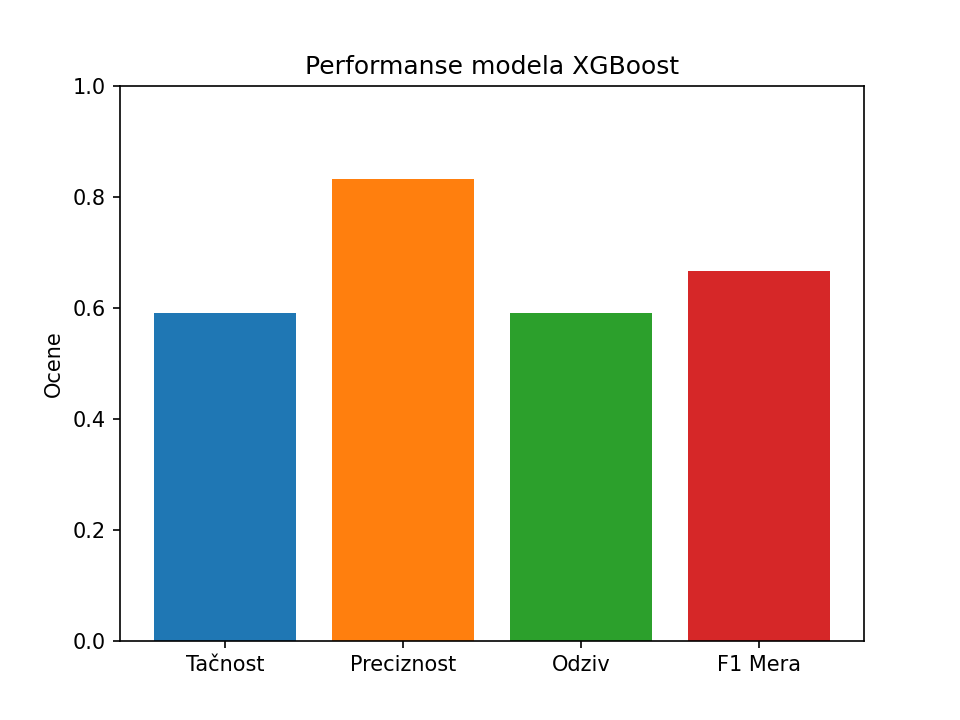 Performanse modela XGBoost
1.0
0.8
0.6
0.4
0.2
0.0
Ocene
Tačnost
Preciznost
Odziv
F1 Mera